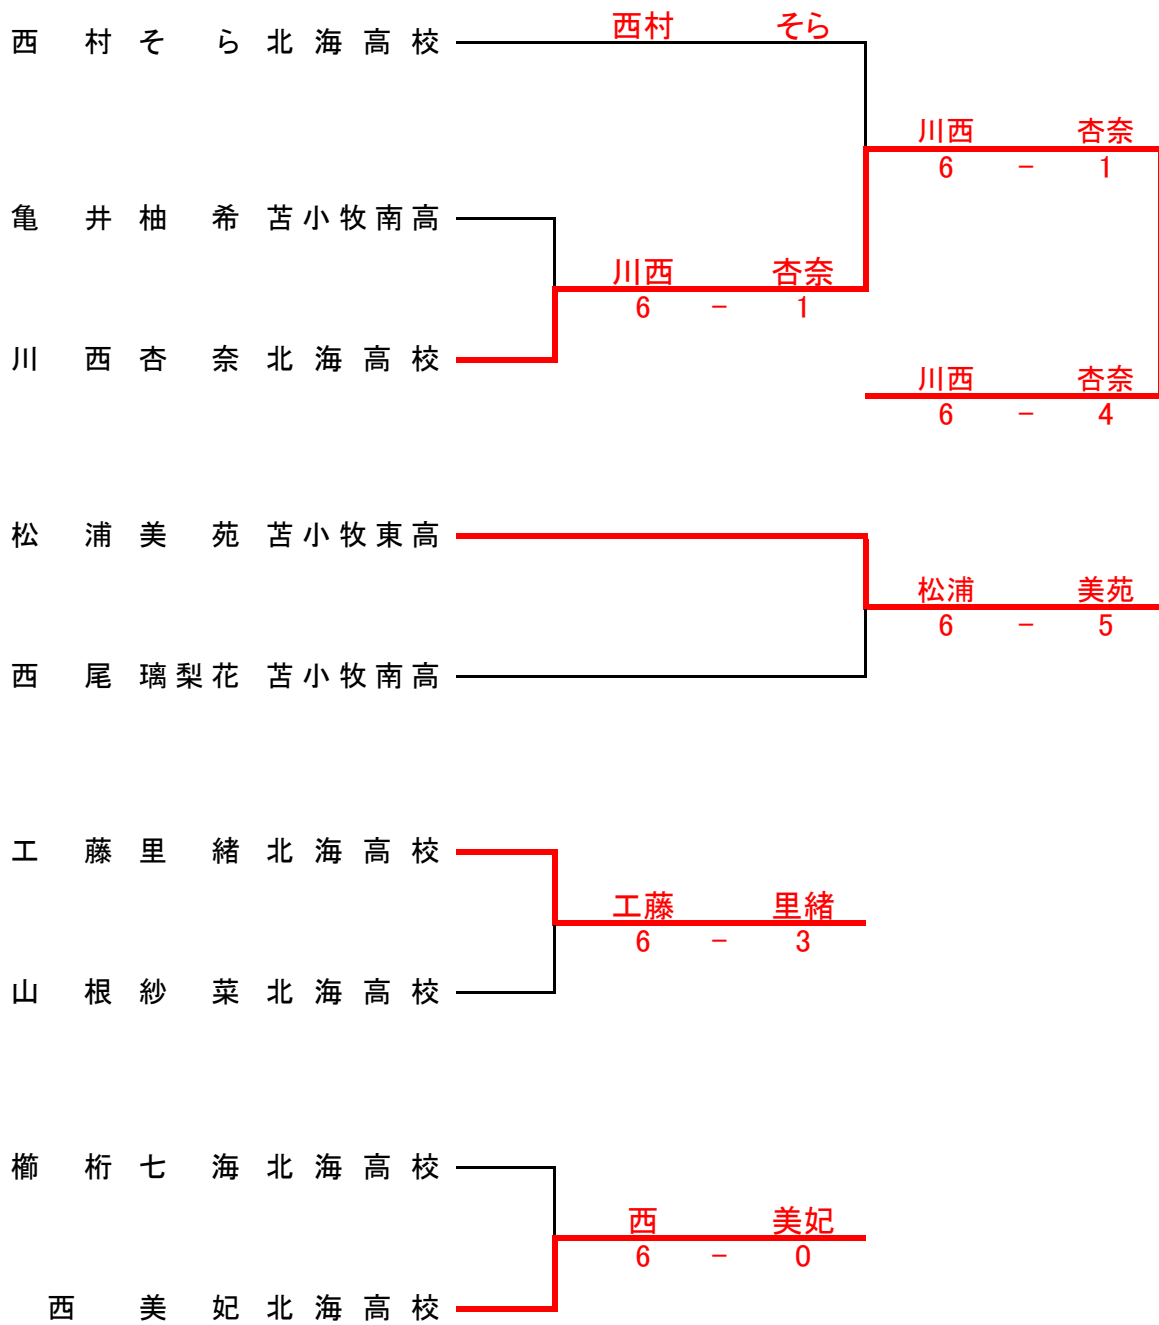 西村 そら
西村そら 北海高校
川西 杏奈
6 － 1
亀井柚希 苫小牧南高
川西 杏奈
6 － 1
川西杏奈 北海高校
川西 杏奈
6 － 4
松浦美苑 苫小牧東高
松浦 美苑
6 － 5
西尾璃梨花 苫小牧南高
工藤里緒 北海高校
工藤 里緒
6 － 3
山根紗菜 北海高校
櫛桁七海 北海高校
西 美妃
6 － 0
西美妃 北海高校